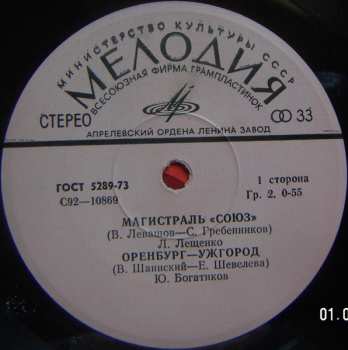 МИНИСТЕРСТВО КУЛЬТУРЫ СССР
МЕЛОДИЯ
ВСЕСОЮЗНАЯ ФИРМА ГРАМПЛАСТИНОК
СТЕРЕО
33
АПРЕЛЕВСКИЙ ОРДЕНА ЛЕНИНА ЗАВОД
ГОСТ 5289-73
1 сторона
С92—10869
Гр. 2. 0-55
МАГИСТРАЛЬ «СОЮЗ»
(В. Левашов—С. Гребенников)
Л. Лещенко
ОРЕНБУРГ—УЖГОРОД
(В. Шаинский—Е. Шевелева)
Ю. Богатиков
01.0